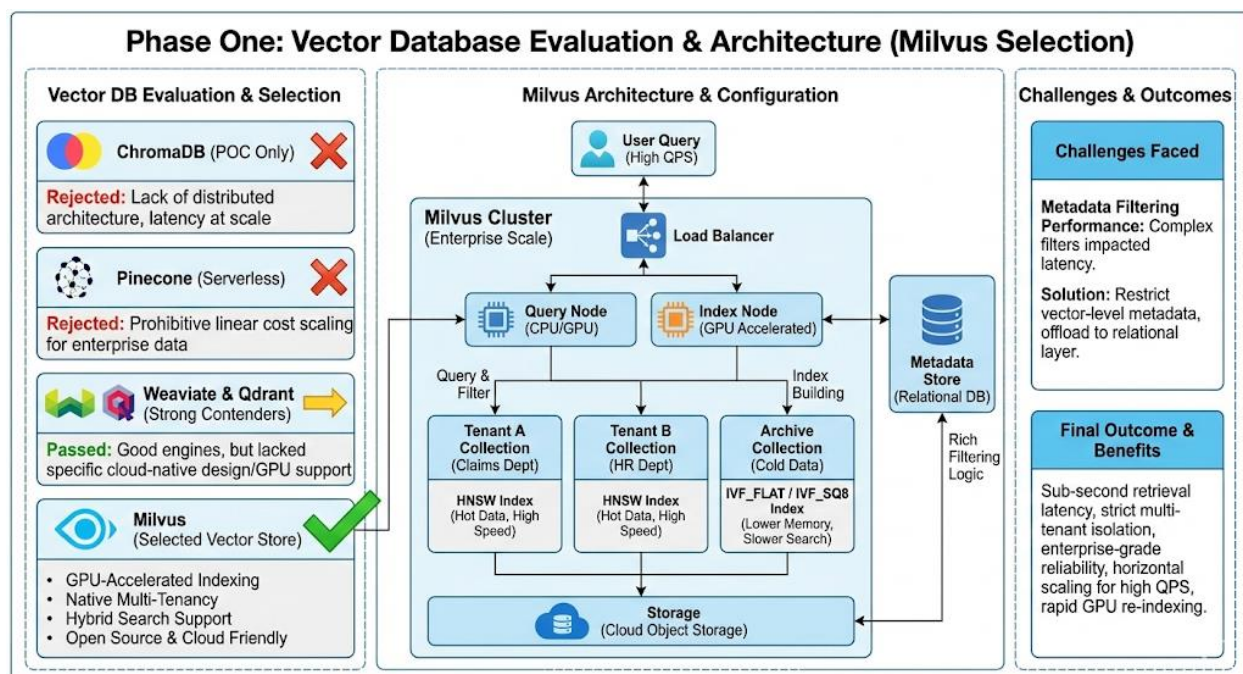 Phase One: Vector Database Evaluation & Architecture (Milvus Selection)
Vector DB Evaluation & Selection
ChromaDB (POC Only)
Rejected: Lack of distributed
architecture, latency at scale
Pinecone (Serverless)
Rejected: Prohibitive linear cost scaling
for enterprise data
Weaviate & Qdrant
(Strong Contenders)
Passed: Good engines, but lacked
specific cloud-native design/GPU support
Milvus
(Selected Vector Store)
• GPU-Accelerated Indexing
• Native Multi-Tenancy
• Hybrid Search Support
• Open Source & Cloud Friendly
Milvus Architecture & Configuration
User Query
(High QPS)
Milvus Cluster
(Enterprise Scale)
Load Balancer
Query Node
(CPU/GPU)
Index Node
(GPU Accelerated)
Metadata
Store
(Relational DB)
Query &
Filter
Index
Building
Tenant A
Collection
(Claims Dept)
HNSW Index
(Hot Data, High
Speed)
Tenant B
Collection
(HR Dept)
HNSW Index
(Hot Data, High
Speed)
Archive
Collection
(Cold Data)
IVF_FLAT / IVF_SQ8
Index
(Lower Memory,
Slower Search)
Rich
Filtering
Logic
Storage
(Cloud Object Storage)
Challenges & Outcomes
Challenges Faced
Metadata Filtering
Performance: Complex
filters impacted
latency.
Solution: Restrict
vector-level metadata,
offload to relational
layer.
Final Outcome &
Benefits
Sub-second retrieval
latency, strict multi-
tenant isolation,
enterprise-grade
reliability, horizontal
scaling for high QPS,
rapid GPU re-indexing.